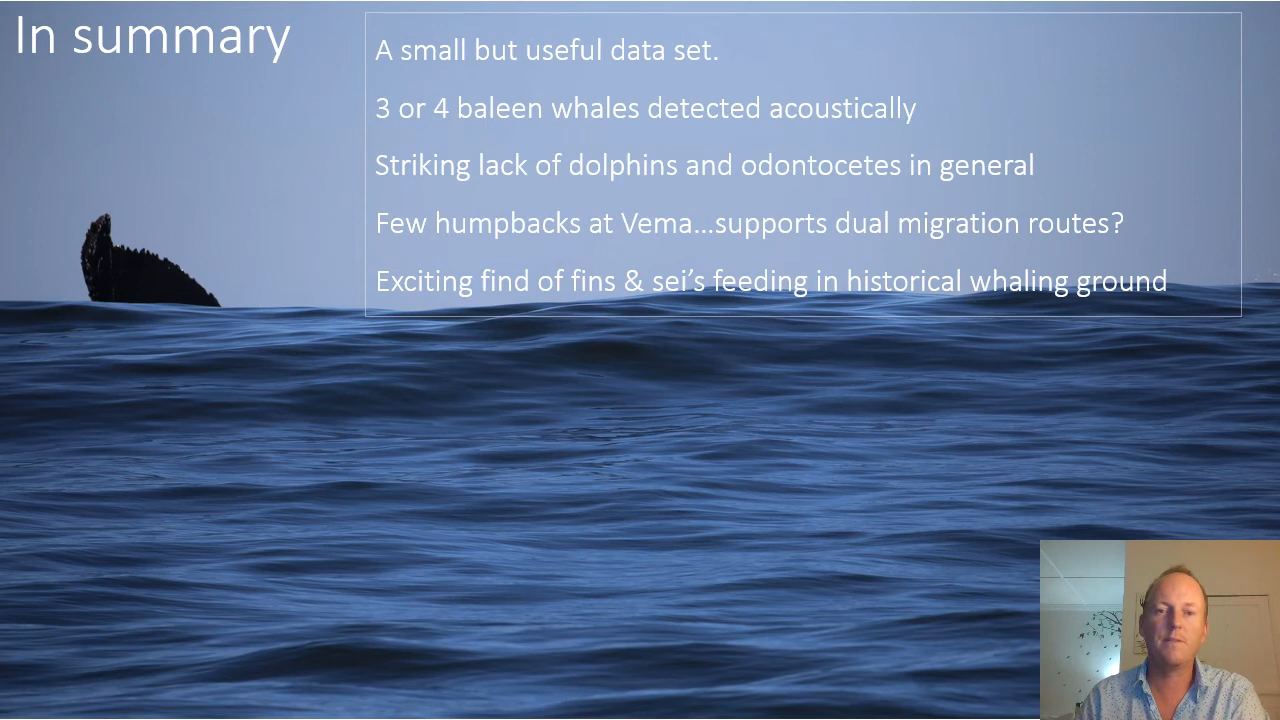 In summary
A small but useful data set.
3 or 4 baleen whales detected acoustically
Striking lack of dolphins and odontocetes in general
Few humpbacks at Vema...supports dual migration routes?
Exciting find of fins & sei’s feeding in historical whaling ground